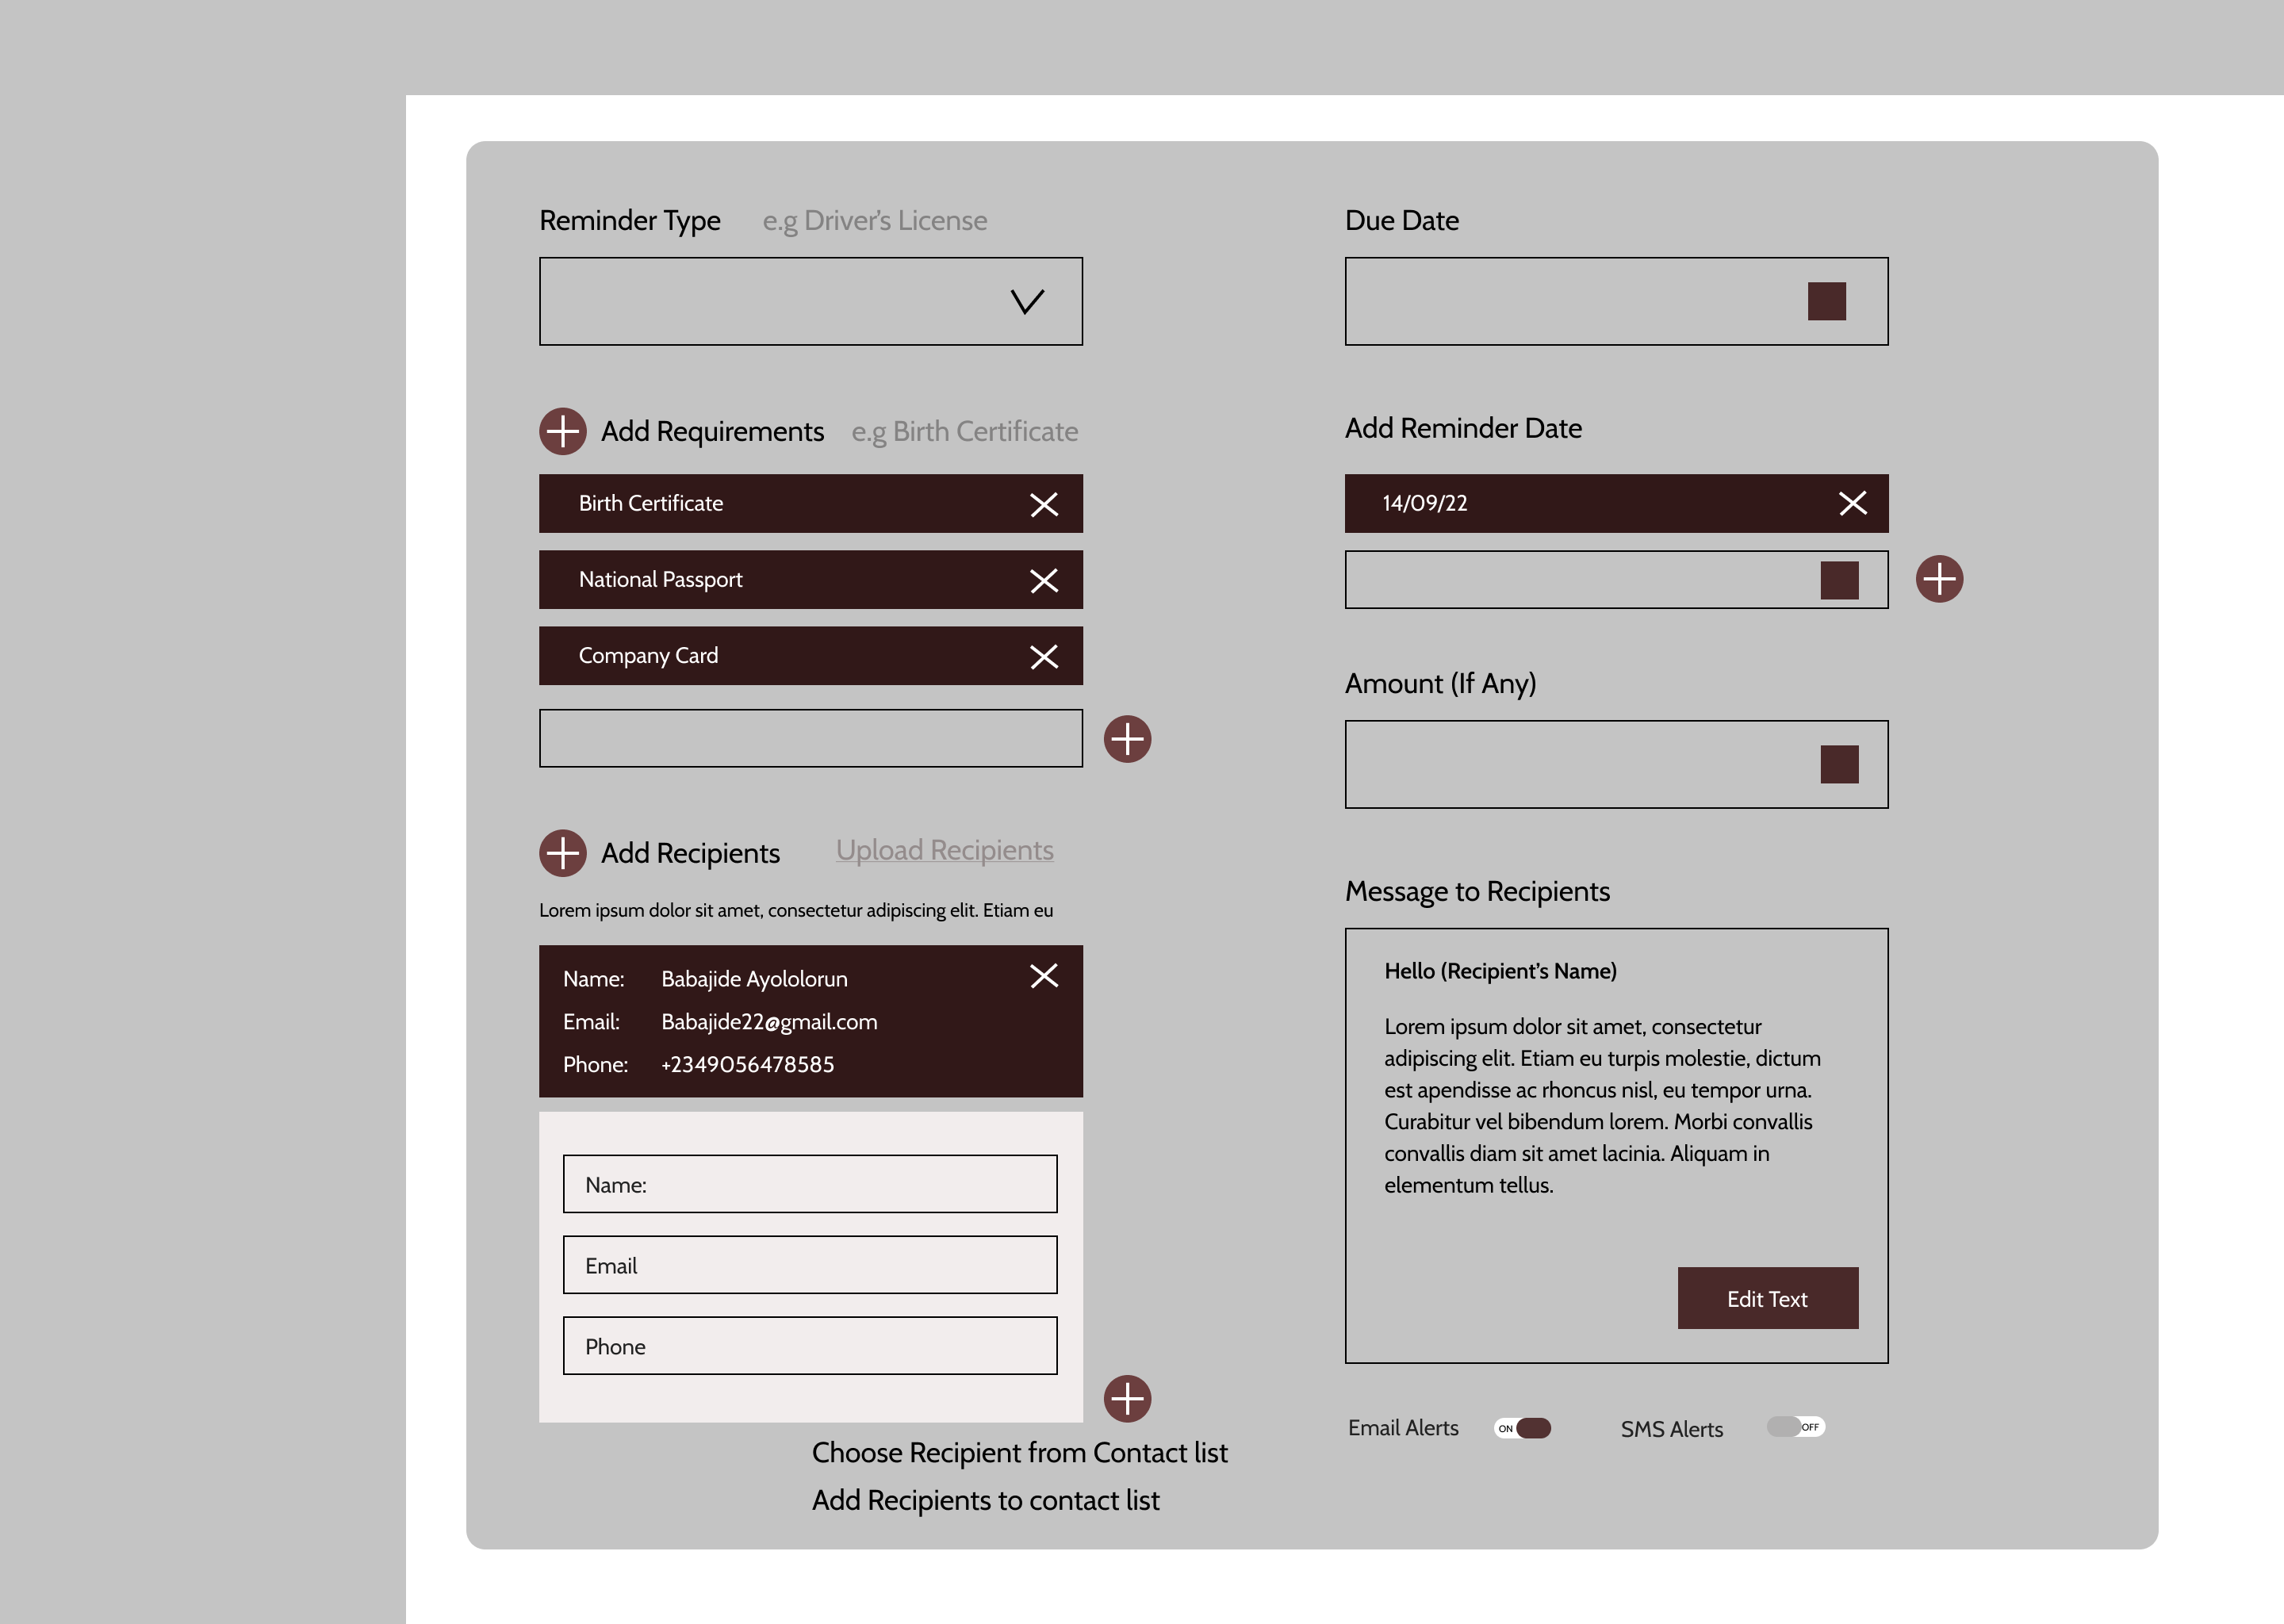 Reminder Type e.g Driver's License
Add Requirements e.g Birth Certificate
Birth Certificate
National Passport
Company Card
Add Recipients Upload Recipients
Lorem ipsum dolor sit amet, consectetur adipiscing elit. Etiam eu
Name: Babajide Ayololorun
Email: Babajide22@gmail.com
Phone: +2349056478585
Name:
Email
Phone
Choose Recipient from Contact list
Add Recipients to contact list
Due Date
Add Reminder Date
14/09/22
Amount (If Any)
Message to Recipients
Hello (Recipient's Name)
Lorem ipsum dolor sit amet, consectetur
adipiscing elit. Etiam eu turpis molestie, dictum
est apendisse ac rhoncus nisl, eu tempor urna.
Curabitur vel bibendum lorem. Morbi convallis
convallis diam sit amet lacinia. Aliquam in
elementum tellus.
Edit Text
Email Alerts ON SMS Alerts OFF